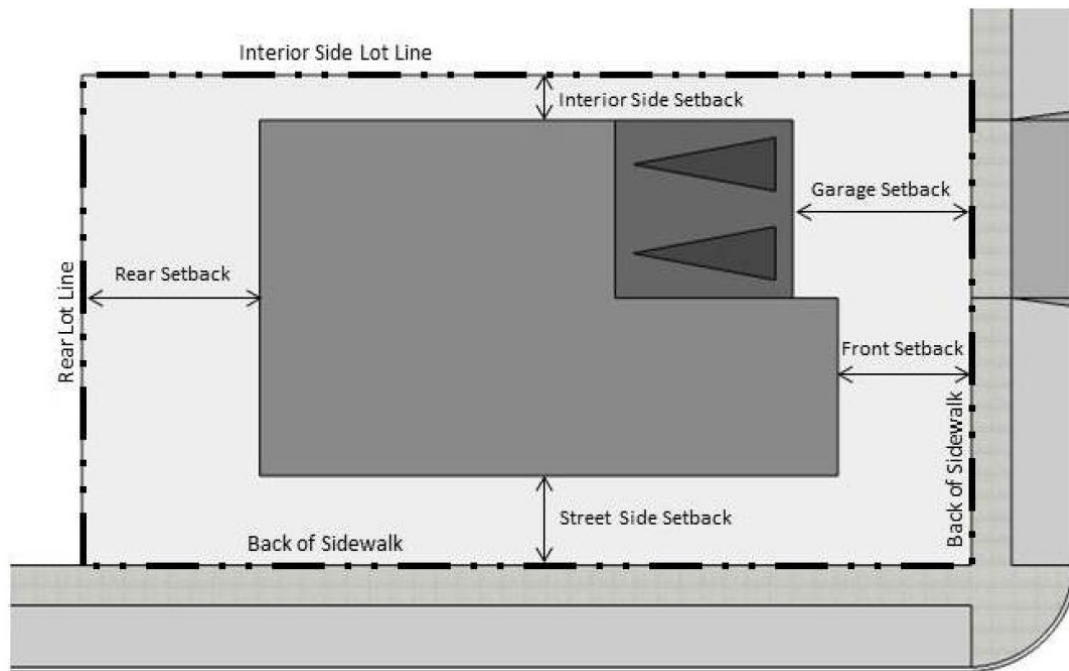 Interior Side Lot Line
Interior Side Setback
Garage Setback
Rear Setback
Rear Lot Line
Front Setback
Back of Sidewalk
Street Side Setback
Back of Sidewalk